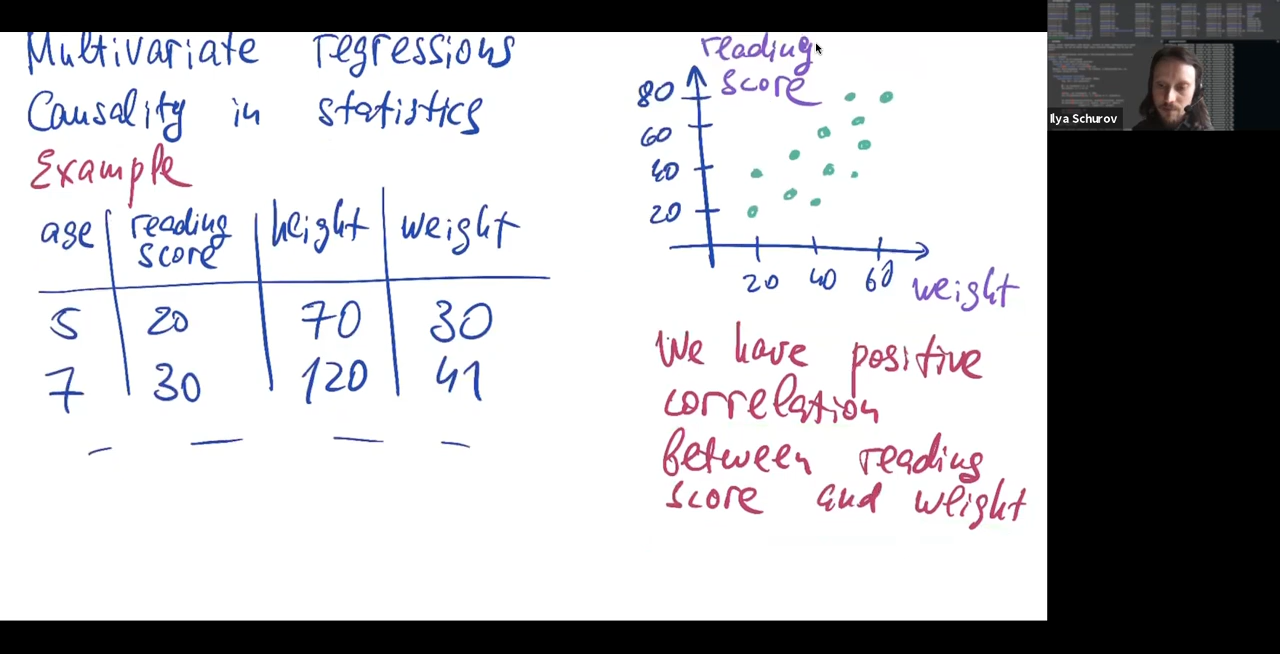 Multivariate regressions
Causality in statistics
Example
age reading score height weight
5 20 70 30
7 30 120 41
reading
score
80
60
40
20
20 40 60
weight
We have positive
correlation
between reading
score and weight
Ilya Schurov